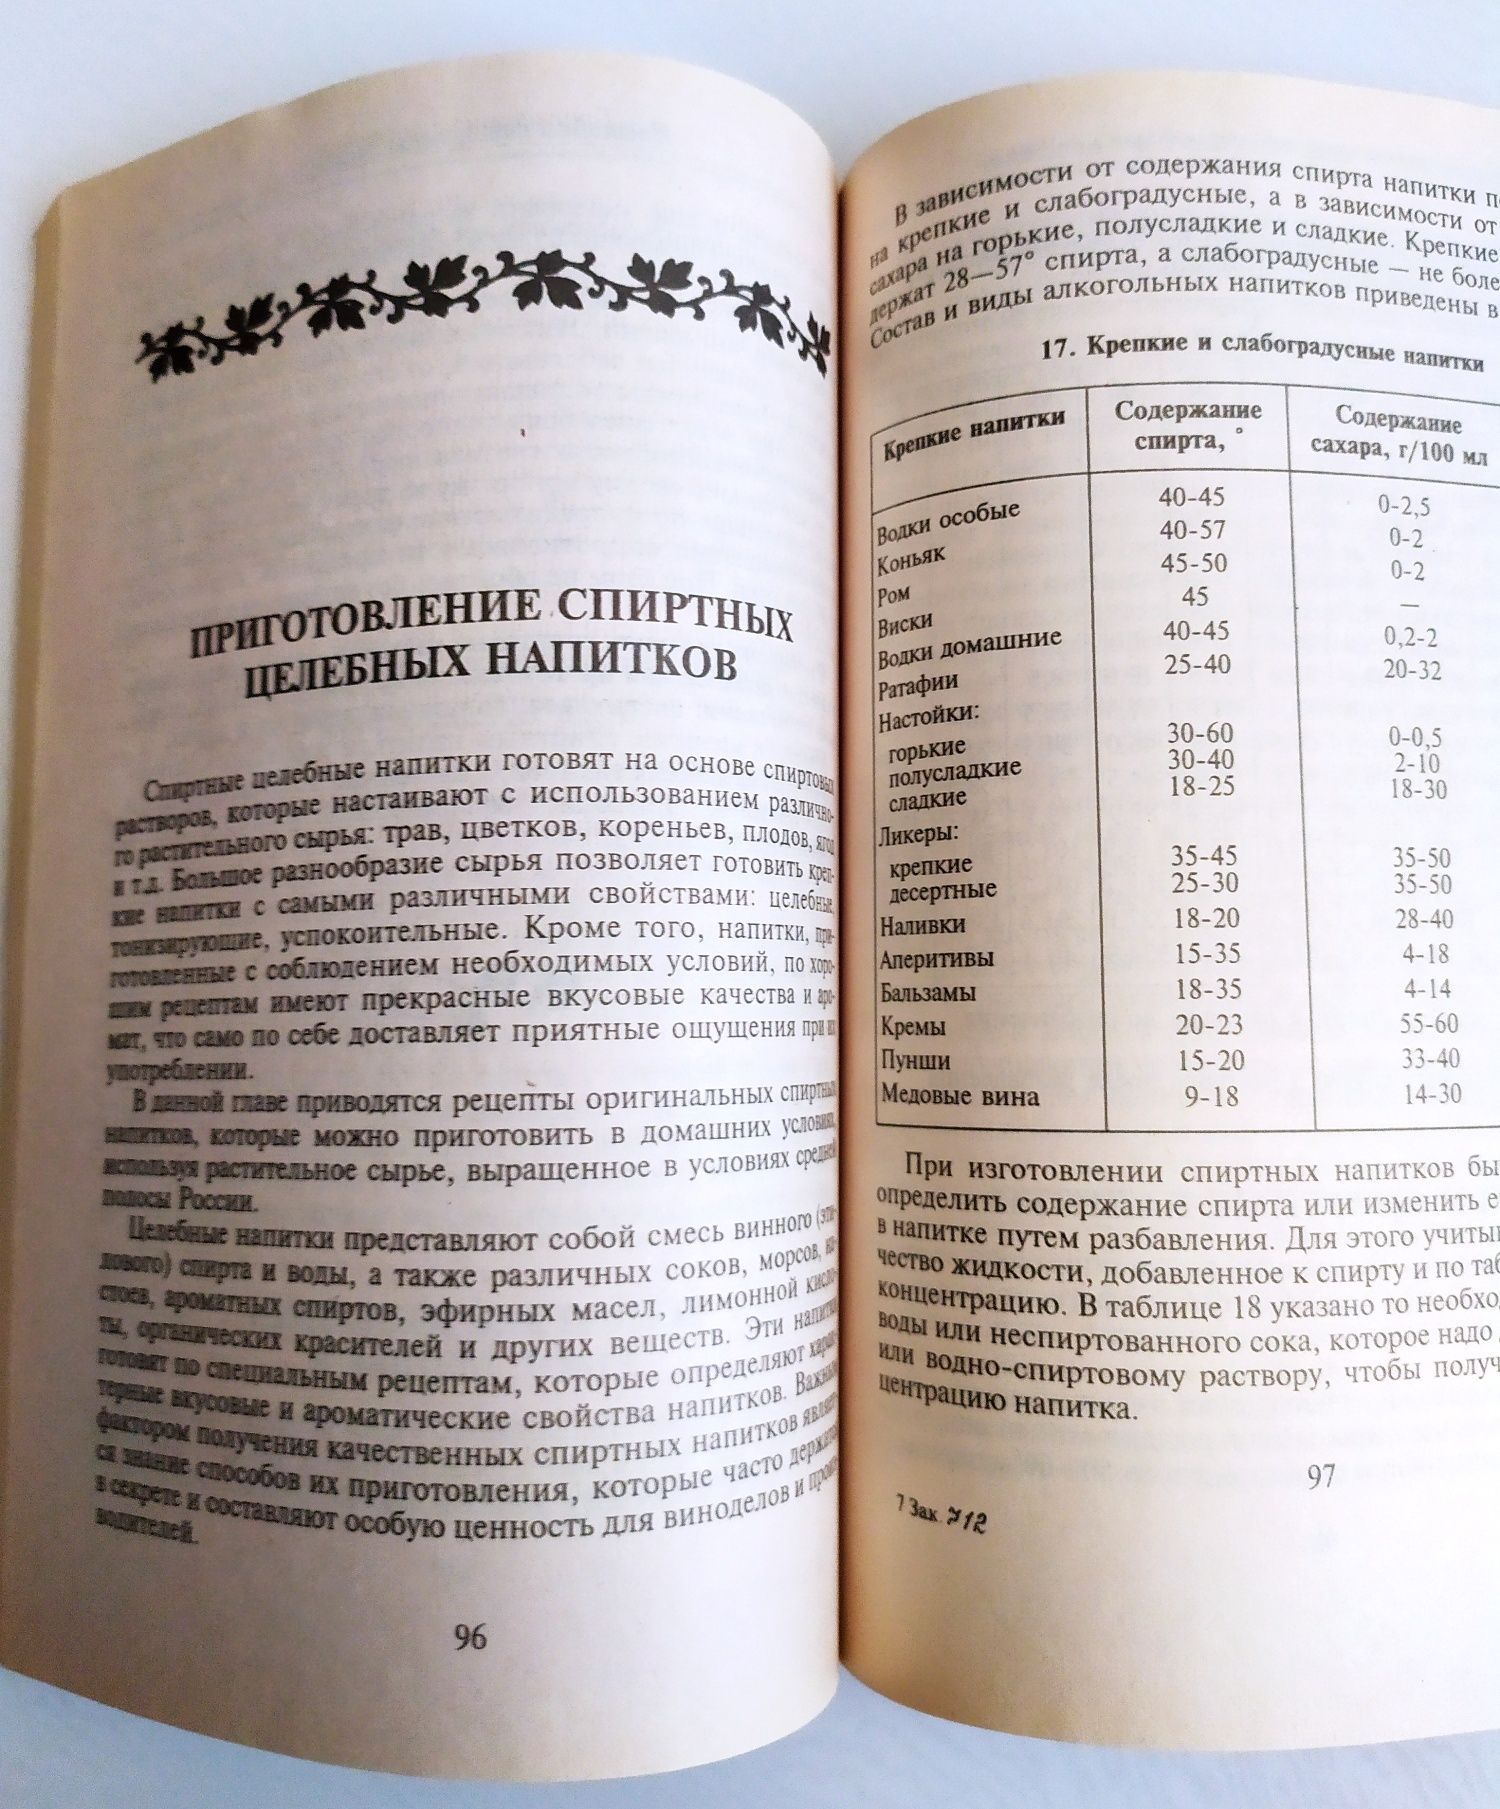 ПРИГОТОВЛЕНИЕ СПИРТНЫХ
ЦЕЛЕБНЫХ НАПИТКОВ
Спиртные целебные напитки готовят на основе спиртовых
растворов, которые настаивают с использованием различно-
го растительного сырья: трав, цветков, кореньев, плодов, ягод
и т.д. Большое разнообразие сырья позволяет готовить креп-
кие напитки с самыми различными свойствами: целебные,
тонизирующие, успокоительные. Кроме того, напитки, при-
готовленные с соблюдением необходимых условий, по хоро-
шим рецептам имеют прекрасные вкусовые качества и аро-
мат, что само по себе доставляет приятные ощущения при их
употреблении.
В данной главе приводятся рецепты оригинальных спиртных
напитков, которые можно приготовить в домашних условиях,
используя растительное сырье, выращенное в условиях средней
полосы России.
Целебные напитки представляют собой смесь винного (эти-
лового) спирта и воды, а также различных соков, морсов, нас-
тоев, ароматных спиртов, эфирных масел, лимонной кисло-
ты, органических красителей и других веществ. Эти напитки
готовят по специальным рецептам, которые определяют харак-
терные вкусовые и ароматические свойства напитков. Важным
фактором получения качественных спиртных напитков являет-
ся знание способов их приготовления, которые часто держатся
в секрете и составляют особую ценность для виноделов и произ-
водителей.
96
В зависимости от содержания спирта напитки
на крепкие и слабоградусные, а в зависимости от
сахара на горькие, полусладкие и сладкие. Крепкие
держат 28—57° спирта, а слабоградусные — не
Состав и виды алкогольных напитков приведены в
17. Крепкие и слабоградусные напитки
Крепкие напитки Содержание спирта, ° Содержание сахара, г/100 мл
Водки особые 40-45 0-2,5
Коньяк 40-57 0-2
Ром 45-50 0-2
Виски 45 —
Водки домашние 40-45 0,2-2
Ратафии 25-40 20-32
Настойки:
горькие 30-60 0-0,5
полусладкие 30-40 2-10
сладкие 18-25 18-30
Ликеры:
крепкие 35-45 35-50
десертные 25-30 35-50
Наливки 18-20 28-40
Аперитивы 15-35 4-18
Бальзамы 18-35 4-14
Кремы 20-23 55-60
Пунши 15-20 33-40
Медовые вина 9-18 14-30
При изготовлении спиртных напитков
определить содержание спирта или изменить
в напитке путем разбавления. Для этого
чество жидкости, добавленное к спирту и по
концентрацию. В таблице 18 указано то
воды или неспиртованного сока, которое надо
или водно-спиртовому раствору, чтобы
центрацию напитка.
97
7 Зак. 712